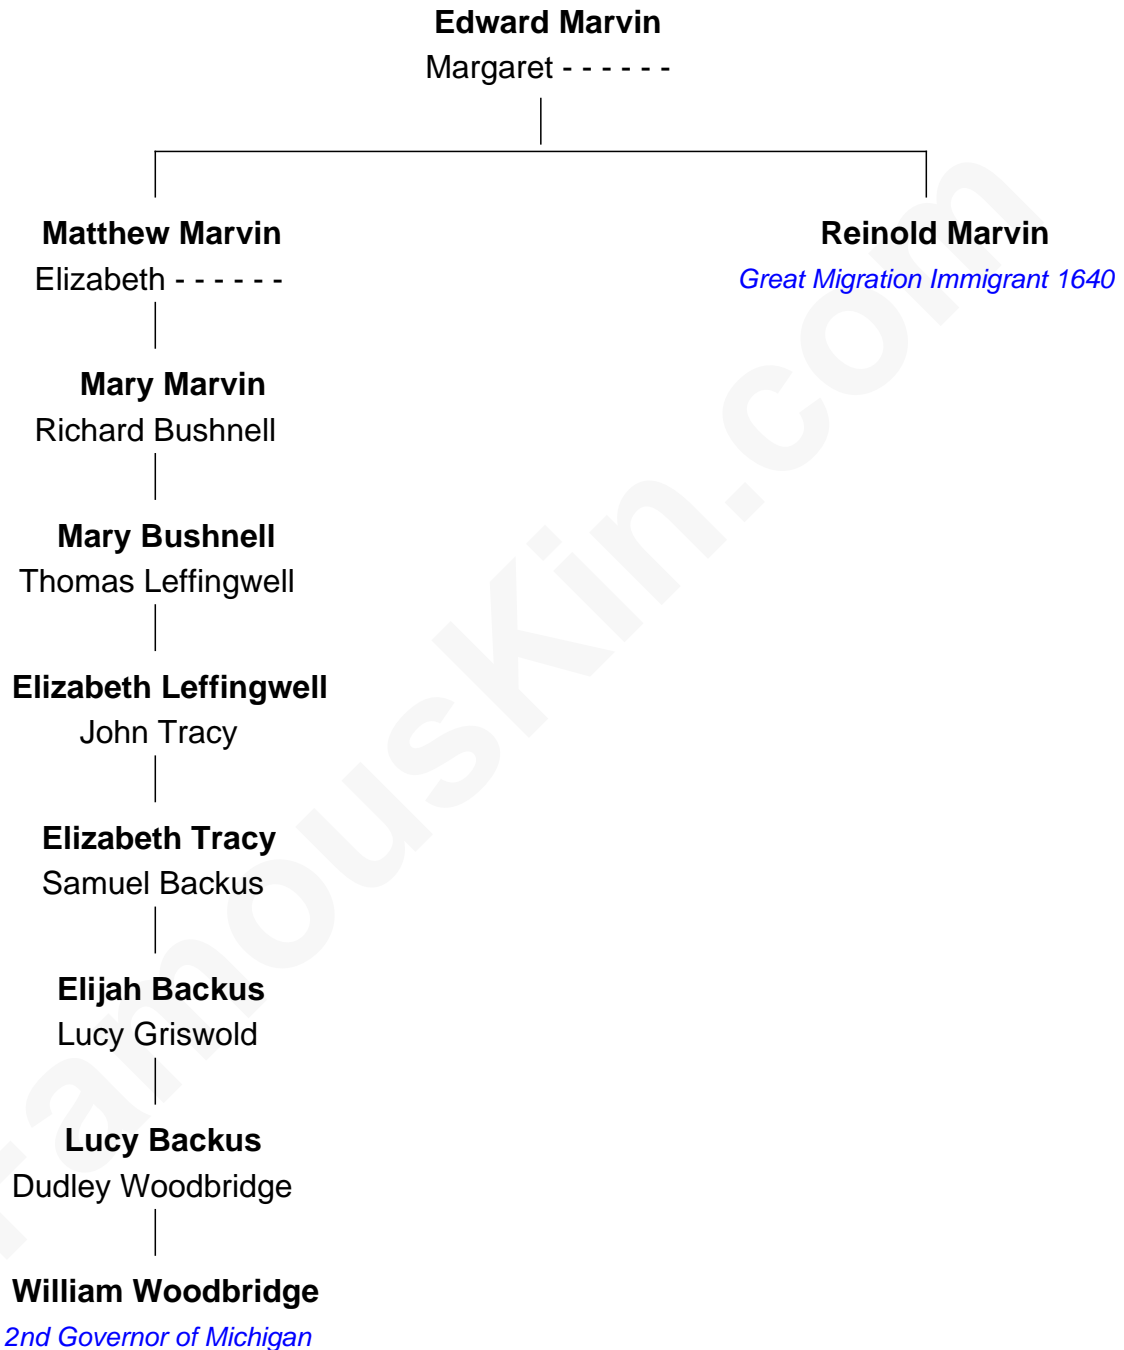 Edward Marvin
Margaret - - - - - -
Matthew Marvin
Elizabeth - - - - - -
Reinold Marvin
Great Migration Immigrant 1640
Mary Marvin
Richard Bushnell
Mary Bushnell
Thomas Leffingwell
Elizabeth Leffingwell
John Tracy
Elizabeth Tracy
Samuel Backus
Elijah Backus
Lucy Griswold
Lucy Backus
Dudley Woodbridge
William Woodbridge
2nd Governor of Michigan
FamousKin.com